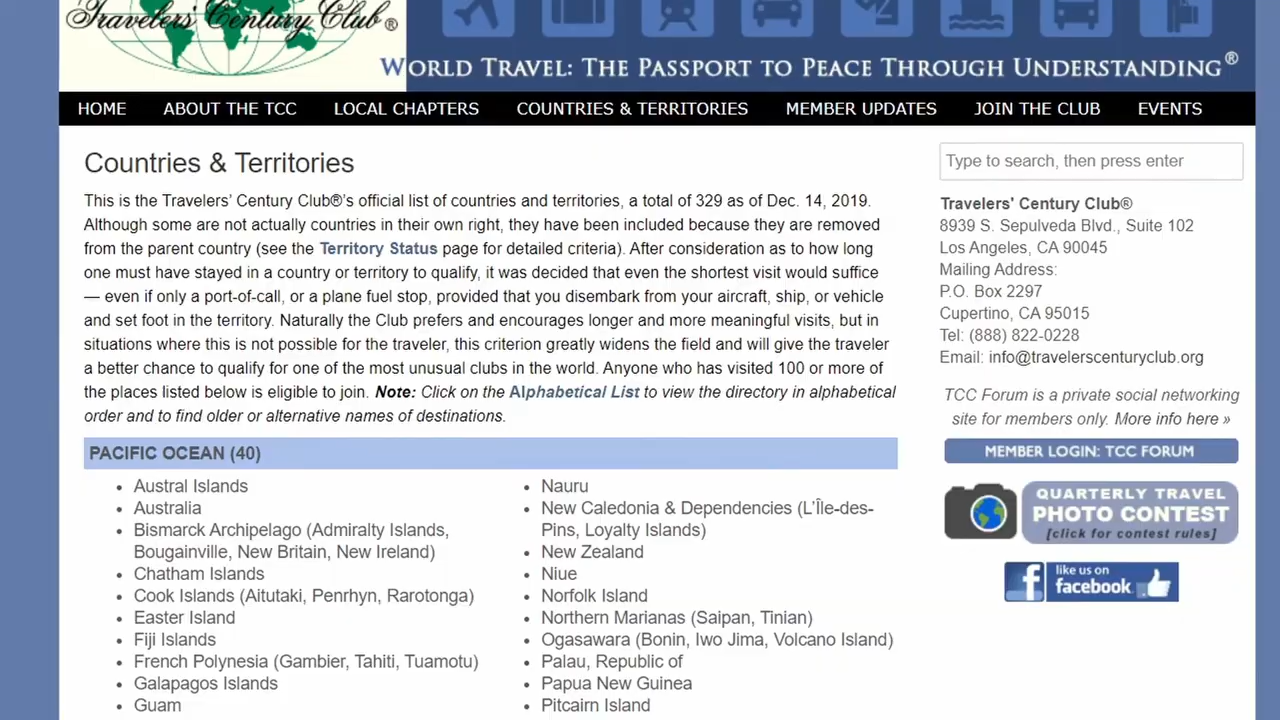 Travelers' Century Club®
WORLD TRAVEL: THE PASSPORT TO PEACE THROUGH UNDERSTANDING®
HOME ABOUT THE TCC LOCAL CHAPTERS COUNTRIES & TERRITORIES MEMBER UPDATES JOIN THE CLUB EVENTS
Countries & Territories
This is the Travelers' Century Club®'s official list of countries and territories, a total of 329 as of Dec. 14, 2019.
Although some are not actually countries in their own right, they have been included because they are removed
from the parent country (see the Territory Status page for detailed criteria). After consideration as to how long
one must have stayed in a country or territory to qualify, it was decided that even the shortest visit would suffice
— even if only a port-of-call, or a plane fuel stop, provided that you disembark from your aircraft, ship, or vehicle
and set foot in the territory. Naturally the Club prefers and encourages longer and more meaningful visits, but in
situations where this is not possible for the traveler, this criterion greatly widens the field and will give the traveler
a better chance to qualify for one of the most unusual clubs in the world. Anyone who has visited 100 or more of
the places listed below is eligible to join. Note: Click on the Alphabetical List to view the directory in alphabetical
order and to find older or alternative names of destinations.
PACIFIC OCEAN (40)
• Austral Islands
• Australia
• Bismarck Archipelago (Admiralty Islands,
Bougainville, New Britain, New Ireland)
• Chatham Islands
• Cook Islands (Aitutaki, Penrhyn, Raotonga)
• Easter Island
• Fiji Islands
• French Polynesia (Gambier, Tahiti, Tuamotu)
• Galapagos Islands
• Guam
• Nauru
• New Caledonia & Dependencies (L'Île-des-
Pins, Loyalty Islands)
• New Zealand
• Niue
• Norfolk Island
• Northern Marianas (Saipan, Tinian)
• Ogasawara (Bonin, Iwo Jima, Volcano Island)
• Palau, Republic of
• Papua New Guinea
• Pitcairn Island
Type to search, then press enter
Travelers' Century Club®
8939 S. Sepulveda Blvd., Suite 102
Los Angeles, CA 90045
Mailing Address:
P.O. Box 2297
Cupertino, CA 95015
Tel: (888) 822-0228
Email: info@travelerscenturyclub.org
TCC Forum is a private social networking
site for members only. More info here »
MEMBER LOGIN: TCC FORUM
QUARTERLY TRAVEL
PHOTO CONTEST
[click for contest rules]
like us on
facebook